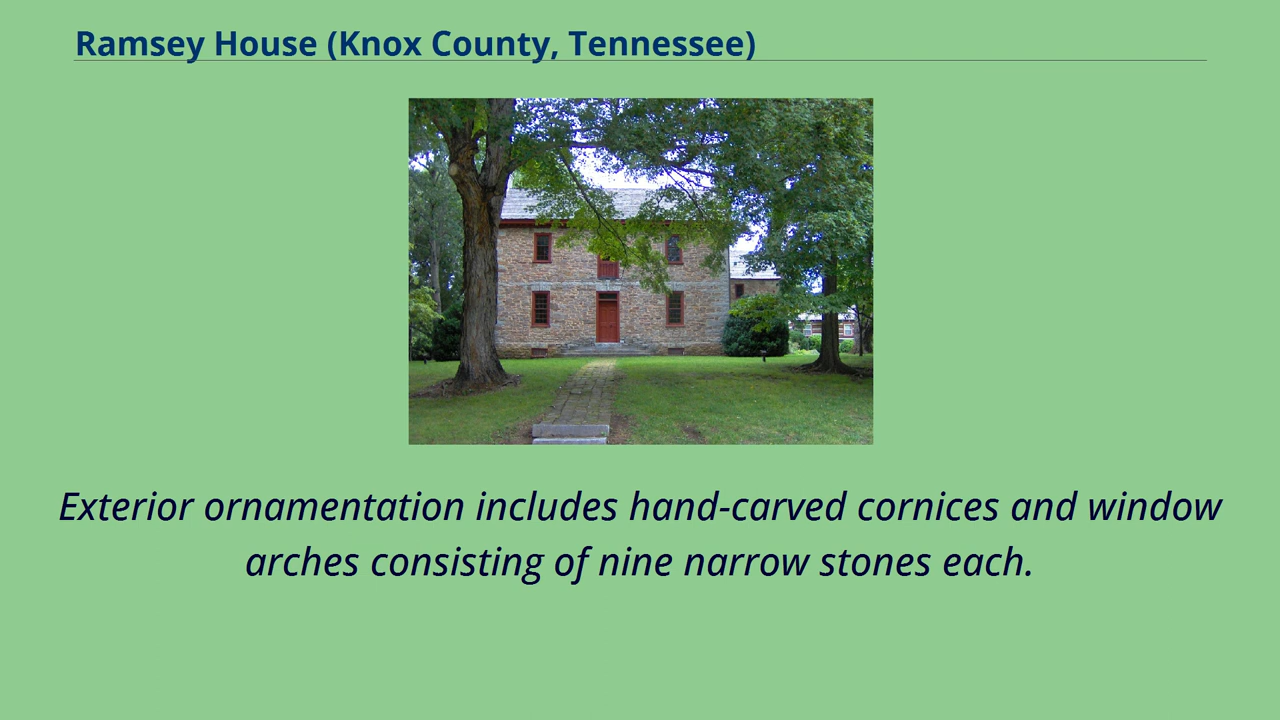 Ramsey House (Knox County, Tennessee)
Exterior ornamentation includes hand-carved cornices and window
arches consisting of nine narrow stones each.